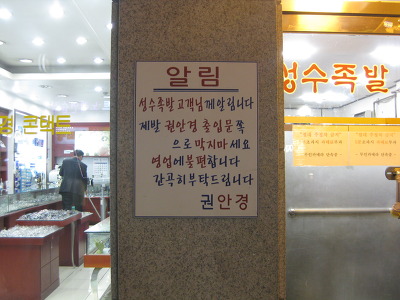 경 콘택트
알림
성수족발고객님께알립니다
제발 권안경 출입문쪽
으로막지마세요
영업에불편합니다
간곡히부탁드립니다
권안경
성수족발